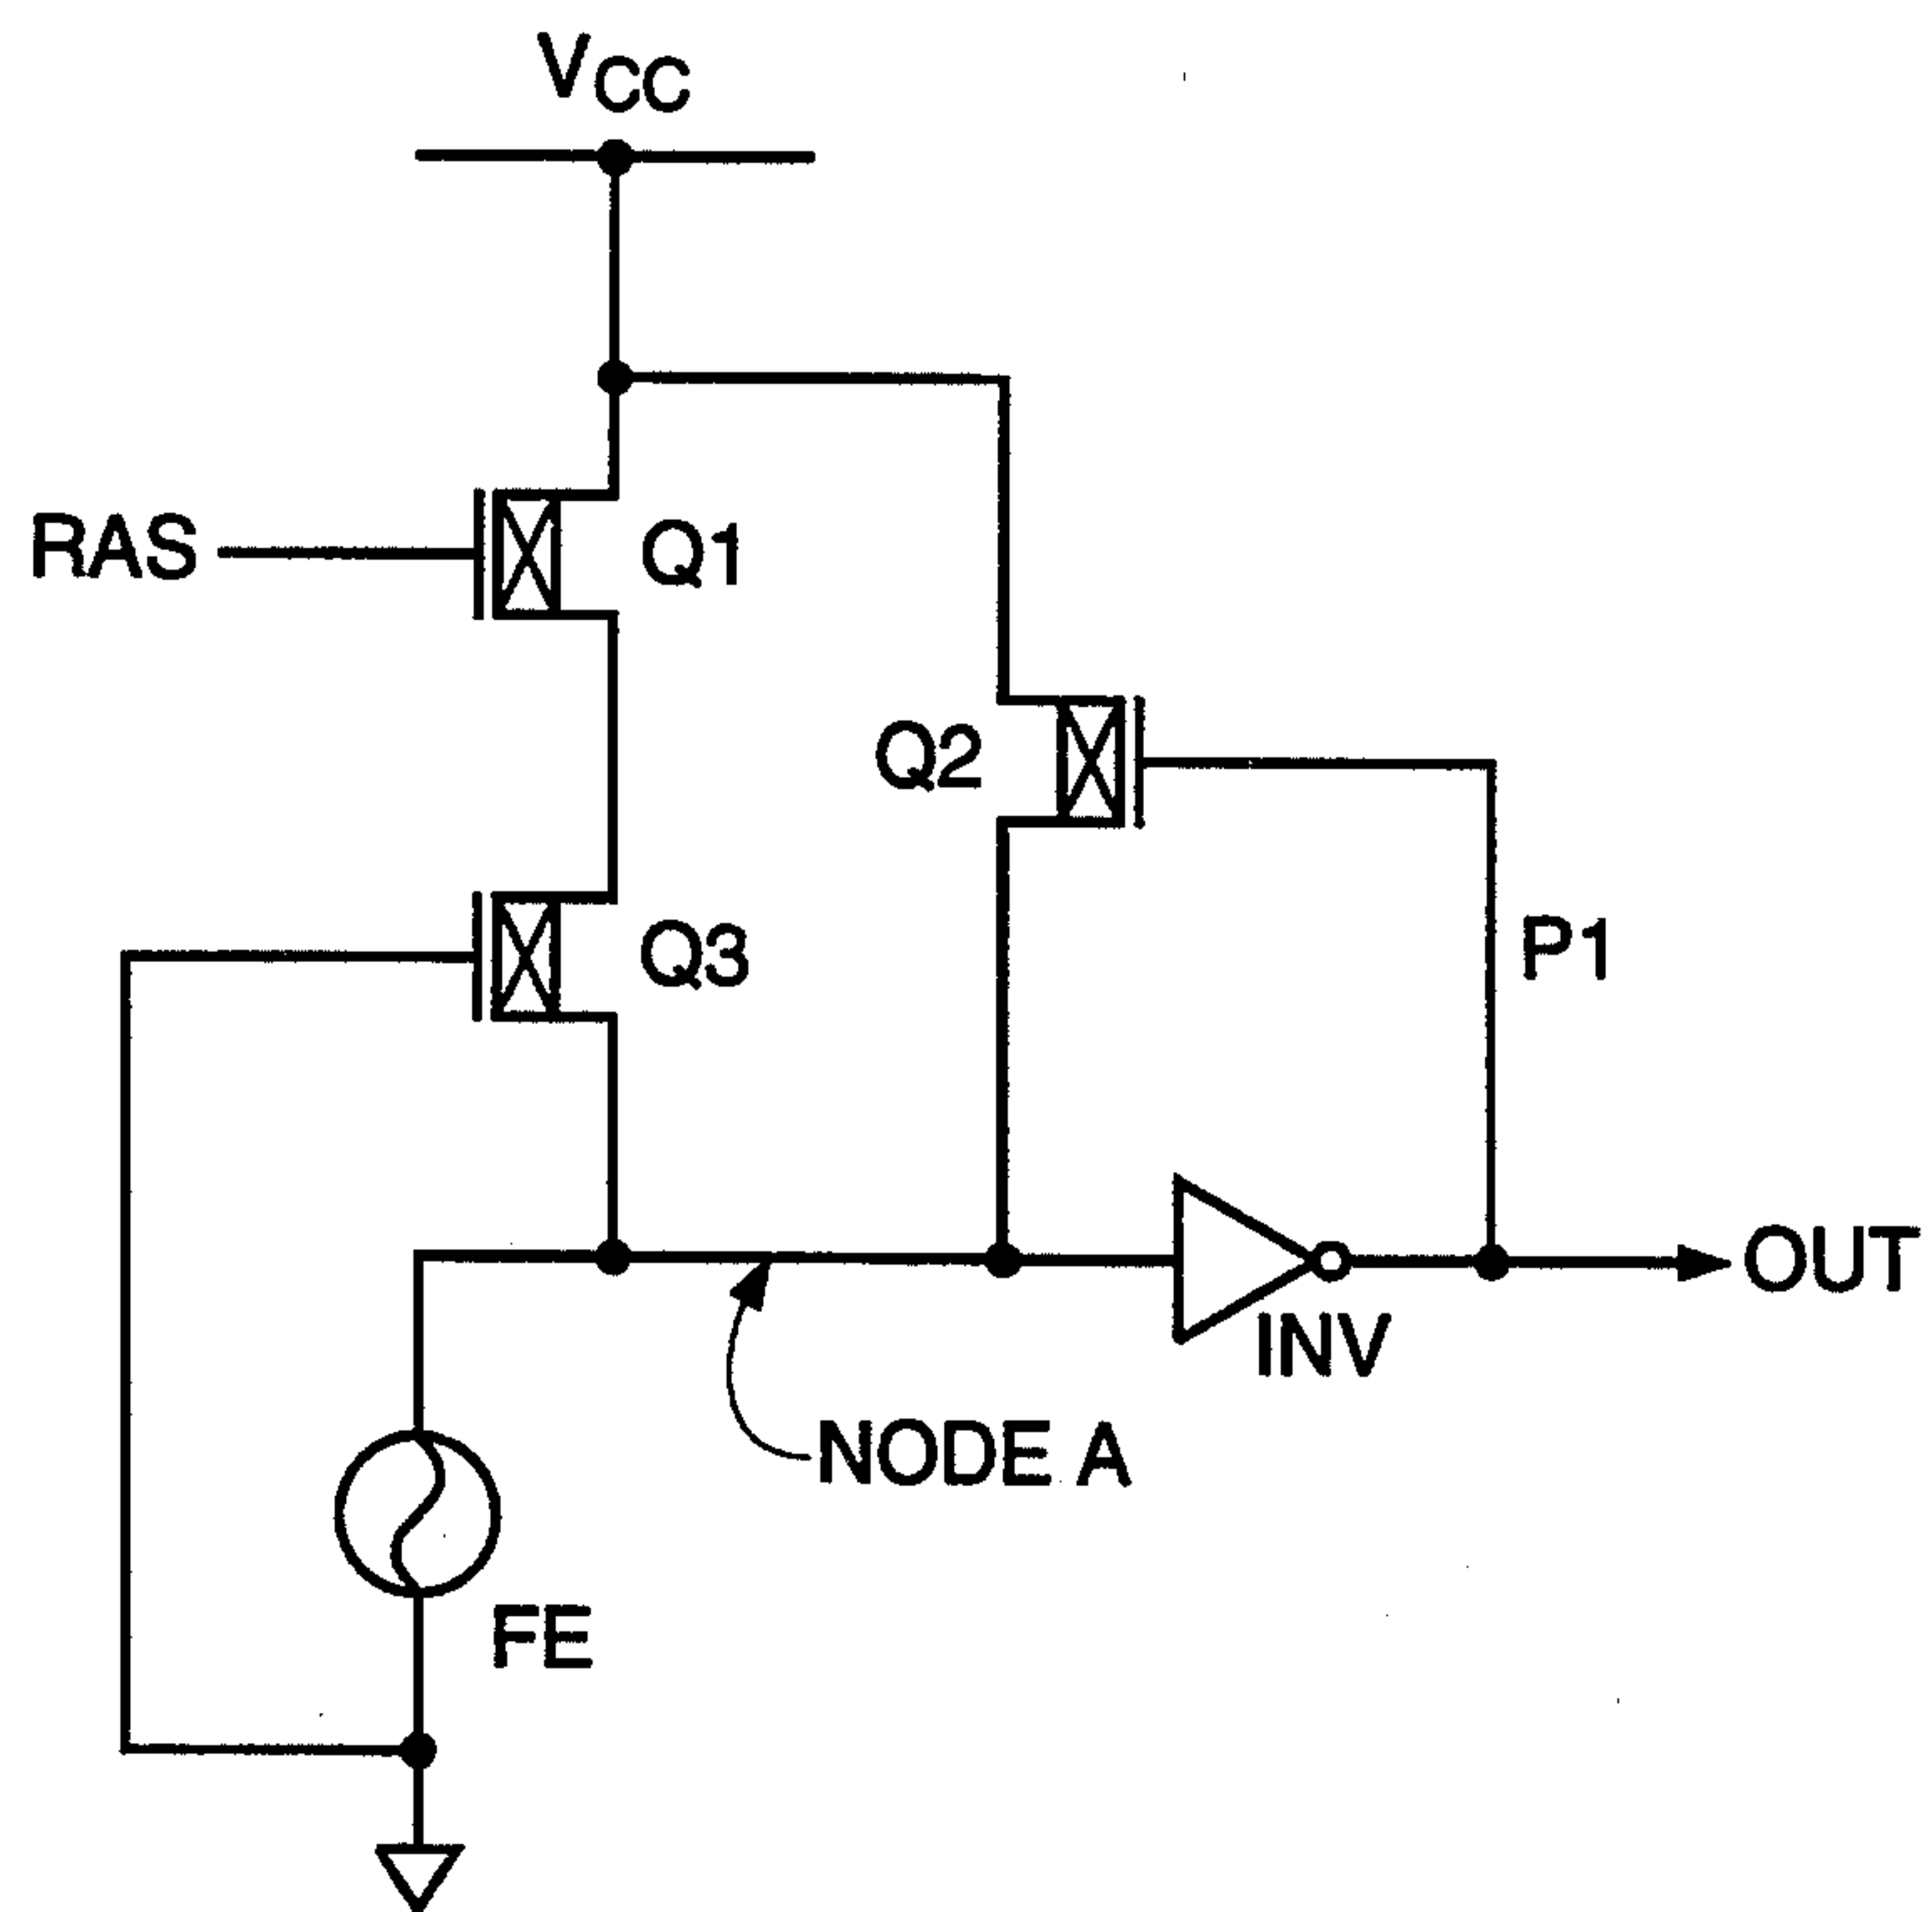 VCC
RAS
Q1
Q2
Q3
P1
OUT
INV
NODE A
FE